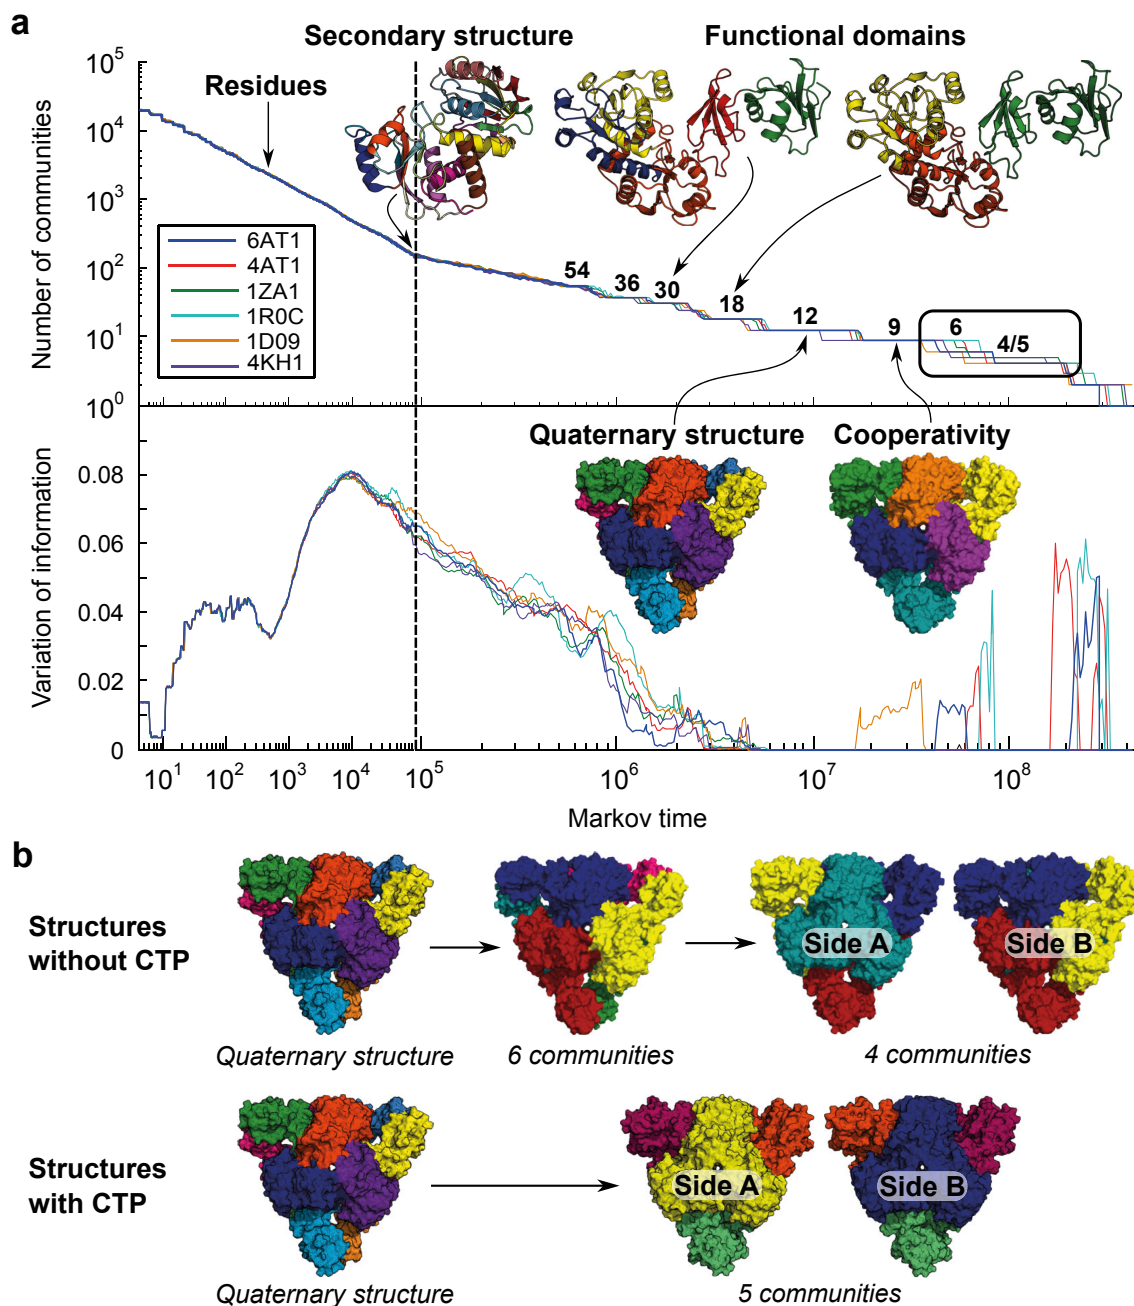 a
Secondary structure
Functional domains
Residues
Number of communities
10^5
10^4
10^3
10^2
10^1
10^0
6AT1
4AT1
1ZA1
1R0C
1D09
4KH1
54
36
30
18
12
9
6
4/5
Quaternary structure
Cooperativity
Variation of information
0.08
0.06
0.04
0.02
0
10^1
10^2
10^3
10^4
10^5
10^6
10^7
10^8
Markov time
b
Structures
without CTP
Side A
Side B
Quaternary structure
6 communities
4 communities
Structures
with CTP
Side A
Side B
Quaternary structure
5 communities